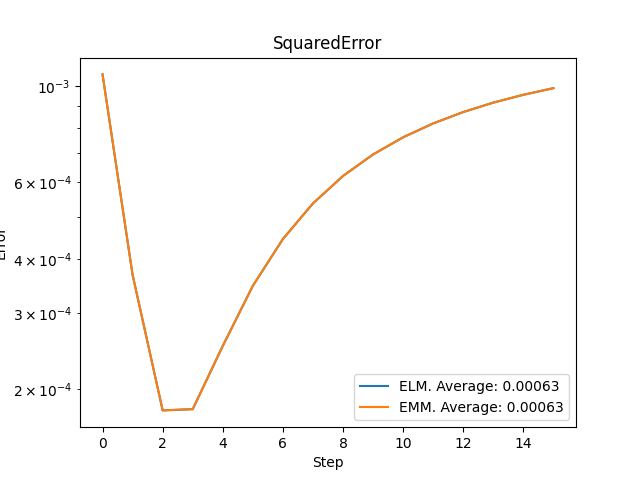 SquaredError
10⁻³
6 × 10⁻⁴
4 × 10⁻⁴
3 × 10⁻⁴
2 × 10⁻⁴
Error
ELM. Average: 0.00063
EMM. Average: 0.00063
0 2 4 6 8 10 12 14
Step